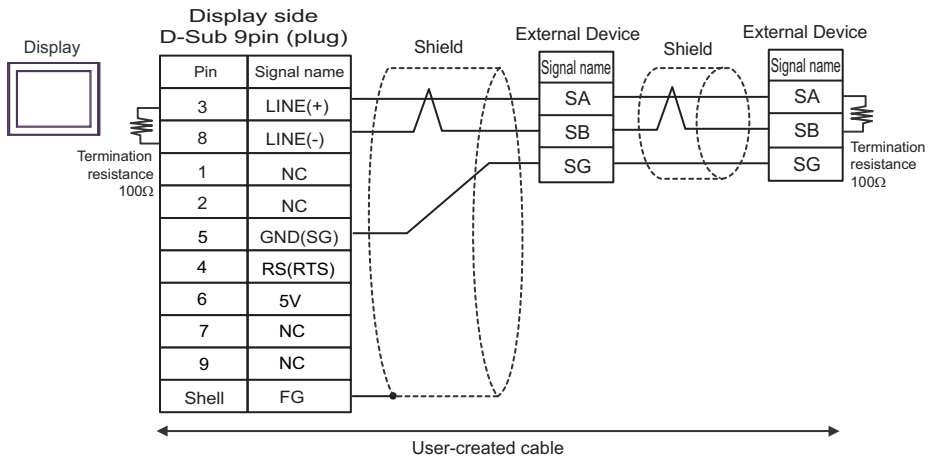 Display
Display side
D-Sub 9pin (plug)
Shield
External Device
Shield
External Device
Pin Signal name
3 LINE(+)
8 LINE(-)
1 NC
2 NC
5 GND(SG)
4 RS(RTS)
6 5V
7 NC
9 NC
Shell FG
Termination
resistance
100Ω
Signal name
SA
SB
SG
Signal name
SA
SB
SG
Termination
resistance
100Ω
User-created cable